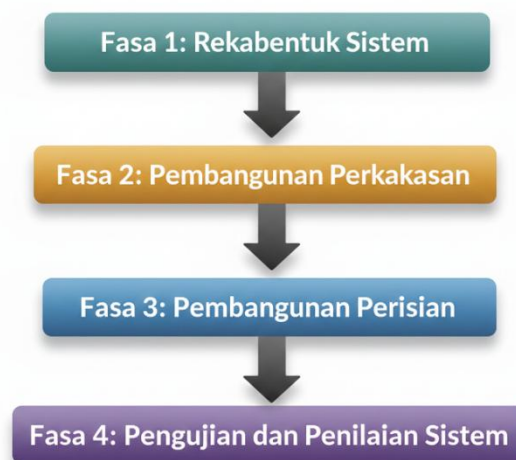 Fasa 1: Rekabentuk Sistem
Fasa 2: Pembangunan Perkakasan
Fasa 3: Pembangunan Perisian
Fasa 4: Pengujian dan Penilaian Sistem